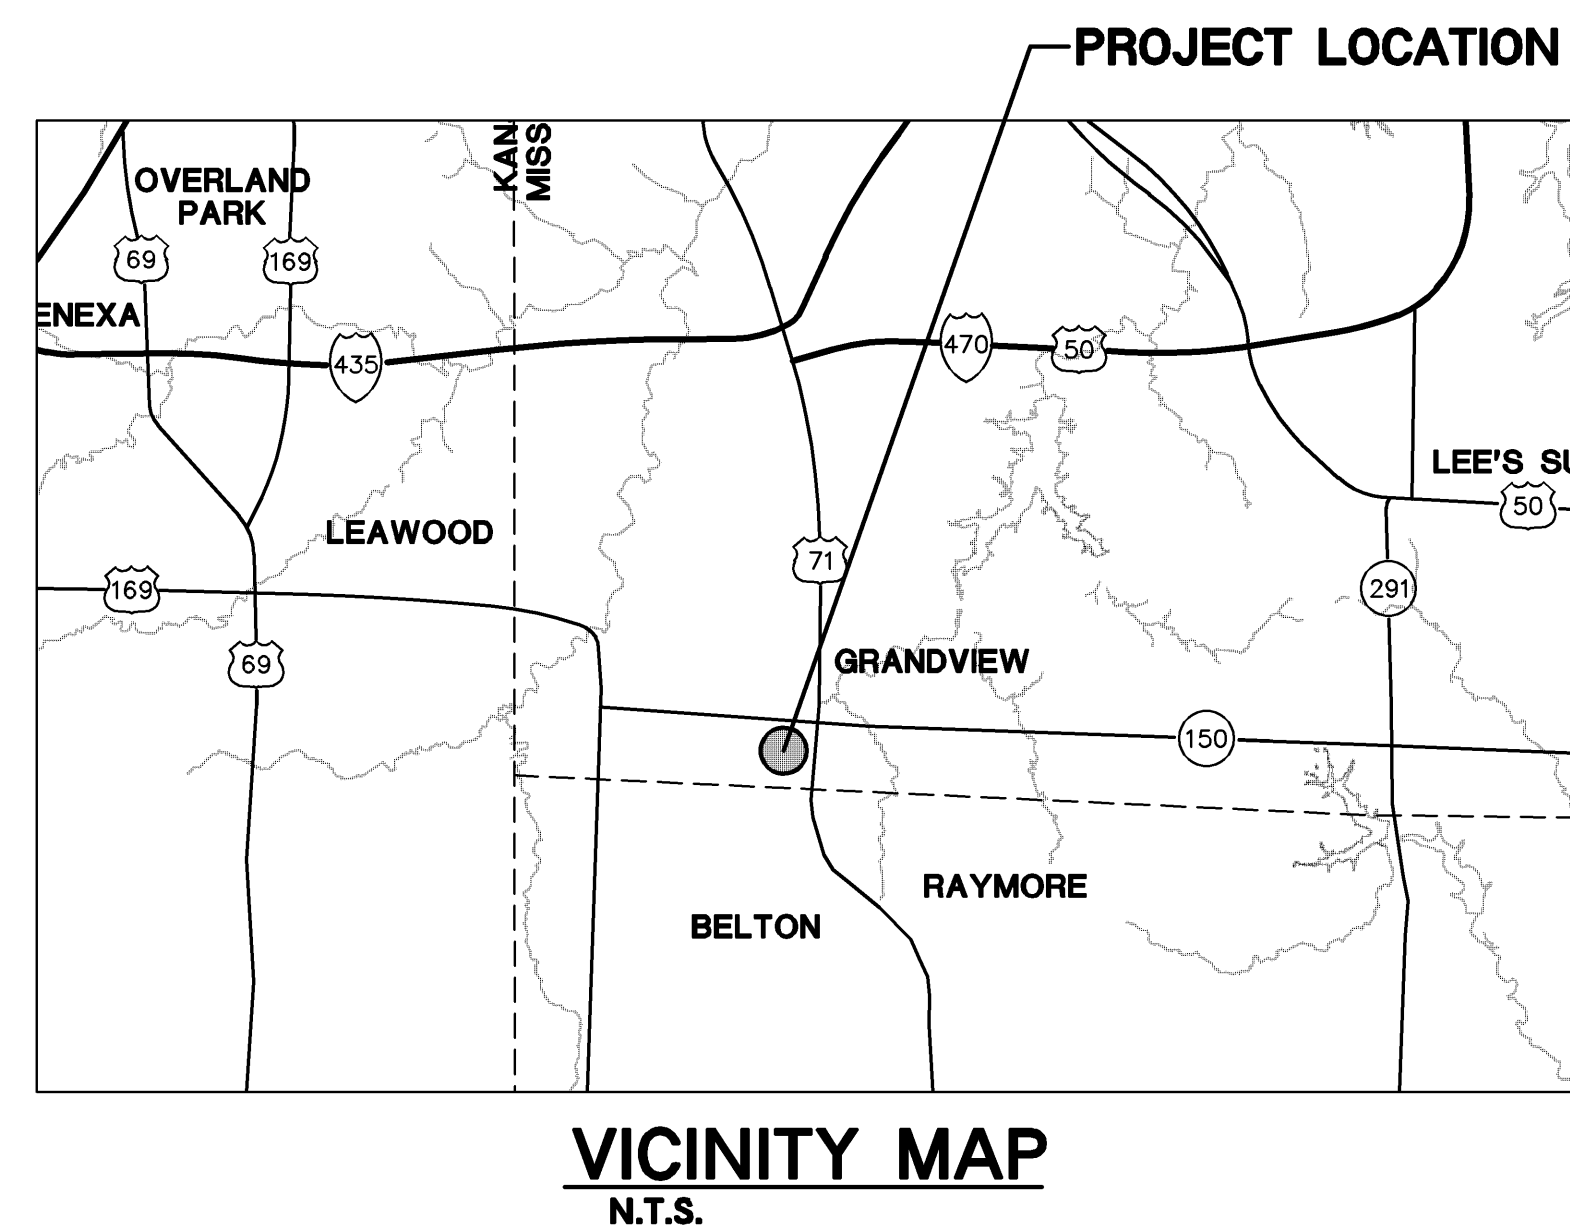 PROJECT LOCATION
KAN
MISS
OVERLAND
PARK
69
169
ENEXA
435
470
50
LEE'S SU
50
LEAWOOD
71
169
291
69
GRANDVIEW
150
RAYMORE
BELTON
VICINITY MAP
N.T.S.